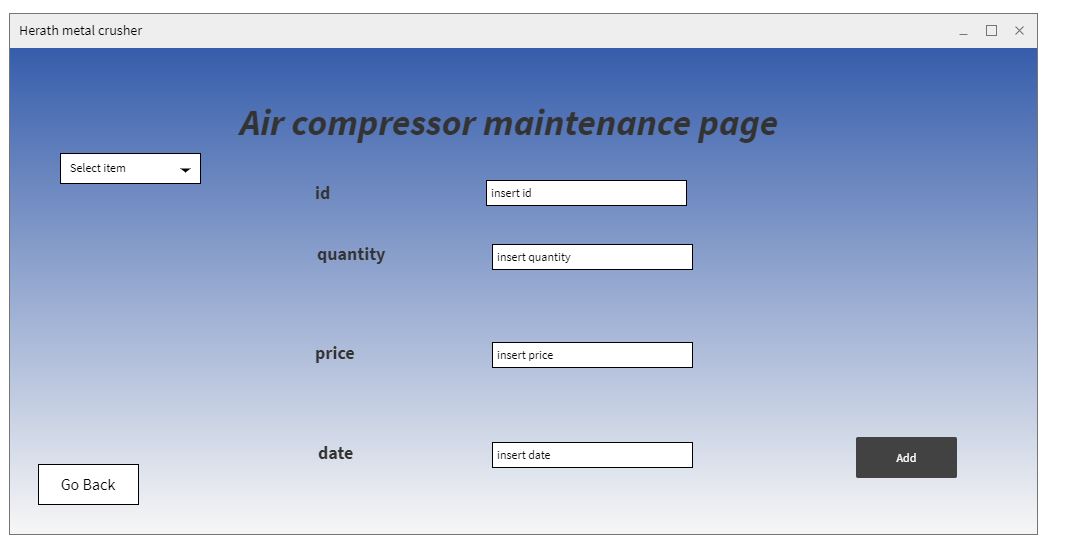 Herath metal crusher
Air compressor maintenance page
Select item
id
insert id
quantity
insert quantity
price
insert price
date
insert date
Add
Go Back